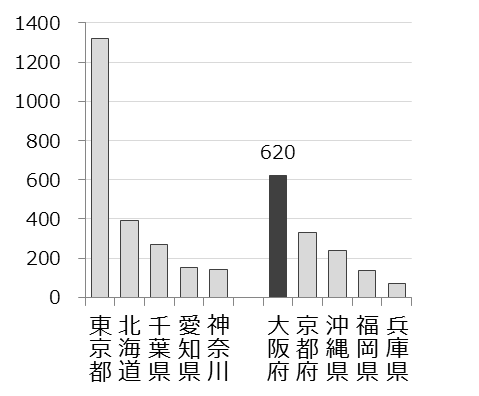 1400
1200
1000
800
600
400
200
0
620
東京都
北海道
千葉県
愛知県
神奈川
大阪府
京都府
沖縄県
福岡県
兵庫県